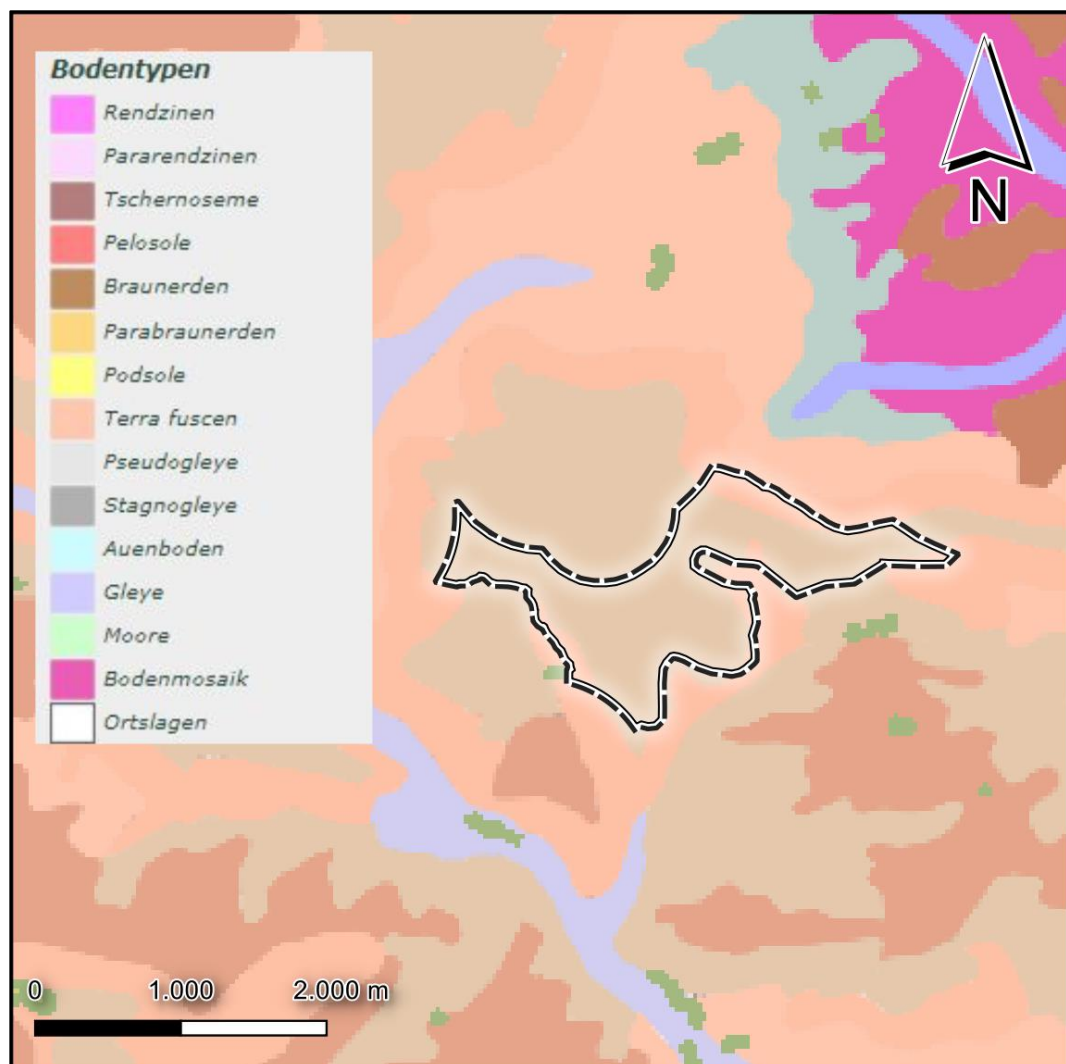 Bodentypen
Rendzinen
Pararendzinen
Tschernoseme
Pelosole
Braunerden
Parabraunerden
Podsole
Terra fuscen
Pseudogleye
Stagnogleye
Auenboden
Gleye
Moore
Bodenmosaik
Ortslagen
N
0 1.000 2.000 m